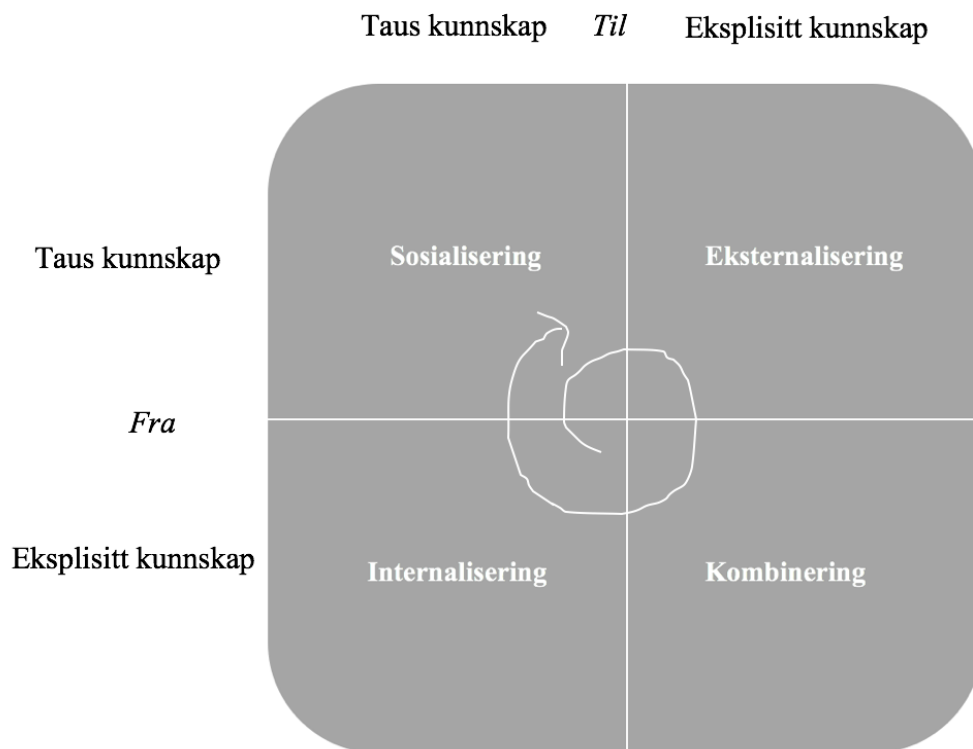 Taus kunnskap Til Eksplisitt kunnskap
Taus kunnskap
Sosialisering Eksternalisering
Fra
Eksplisitt kunnskap
Internalisering Kombinering